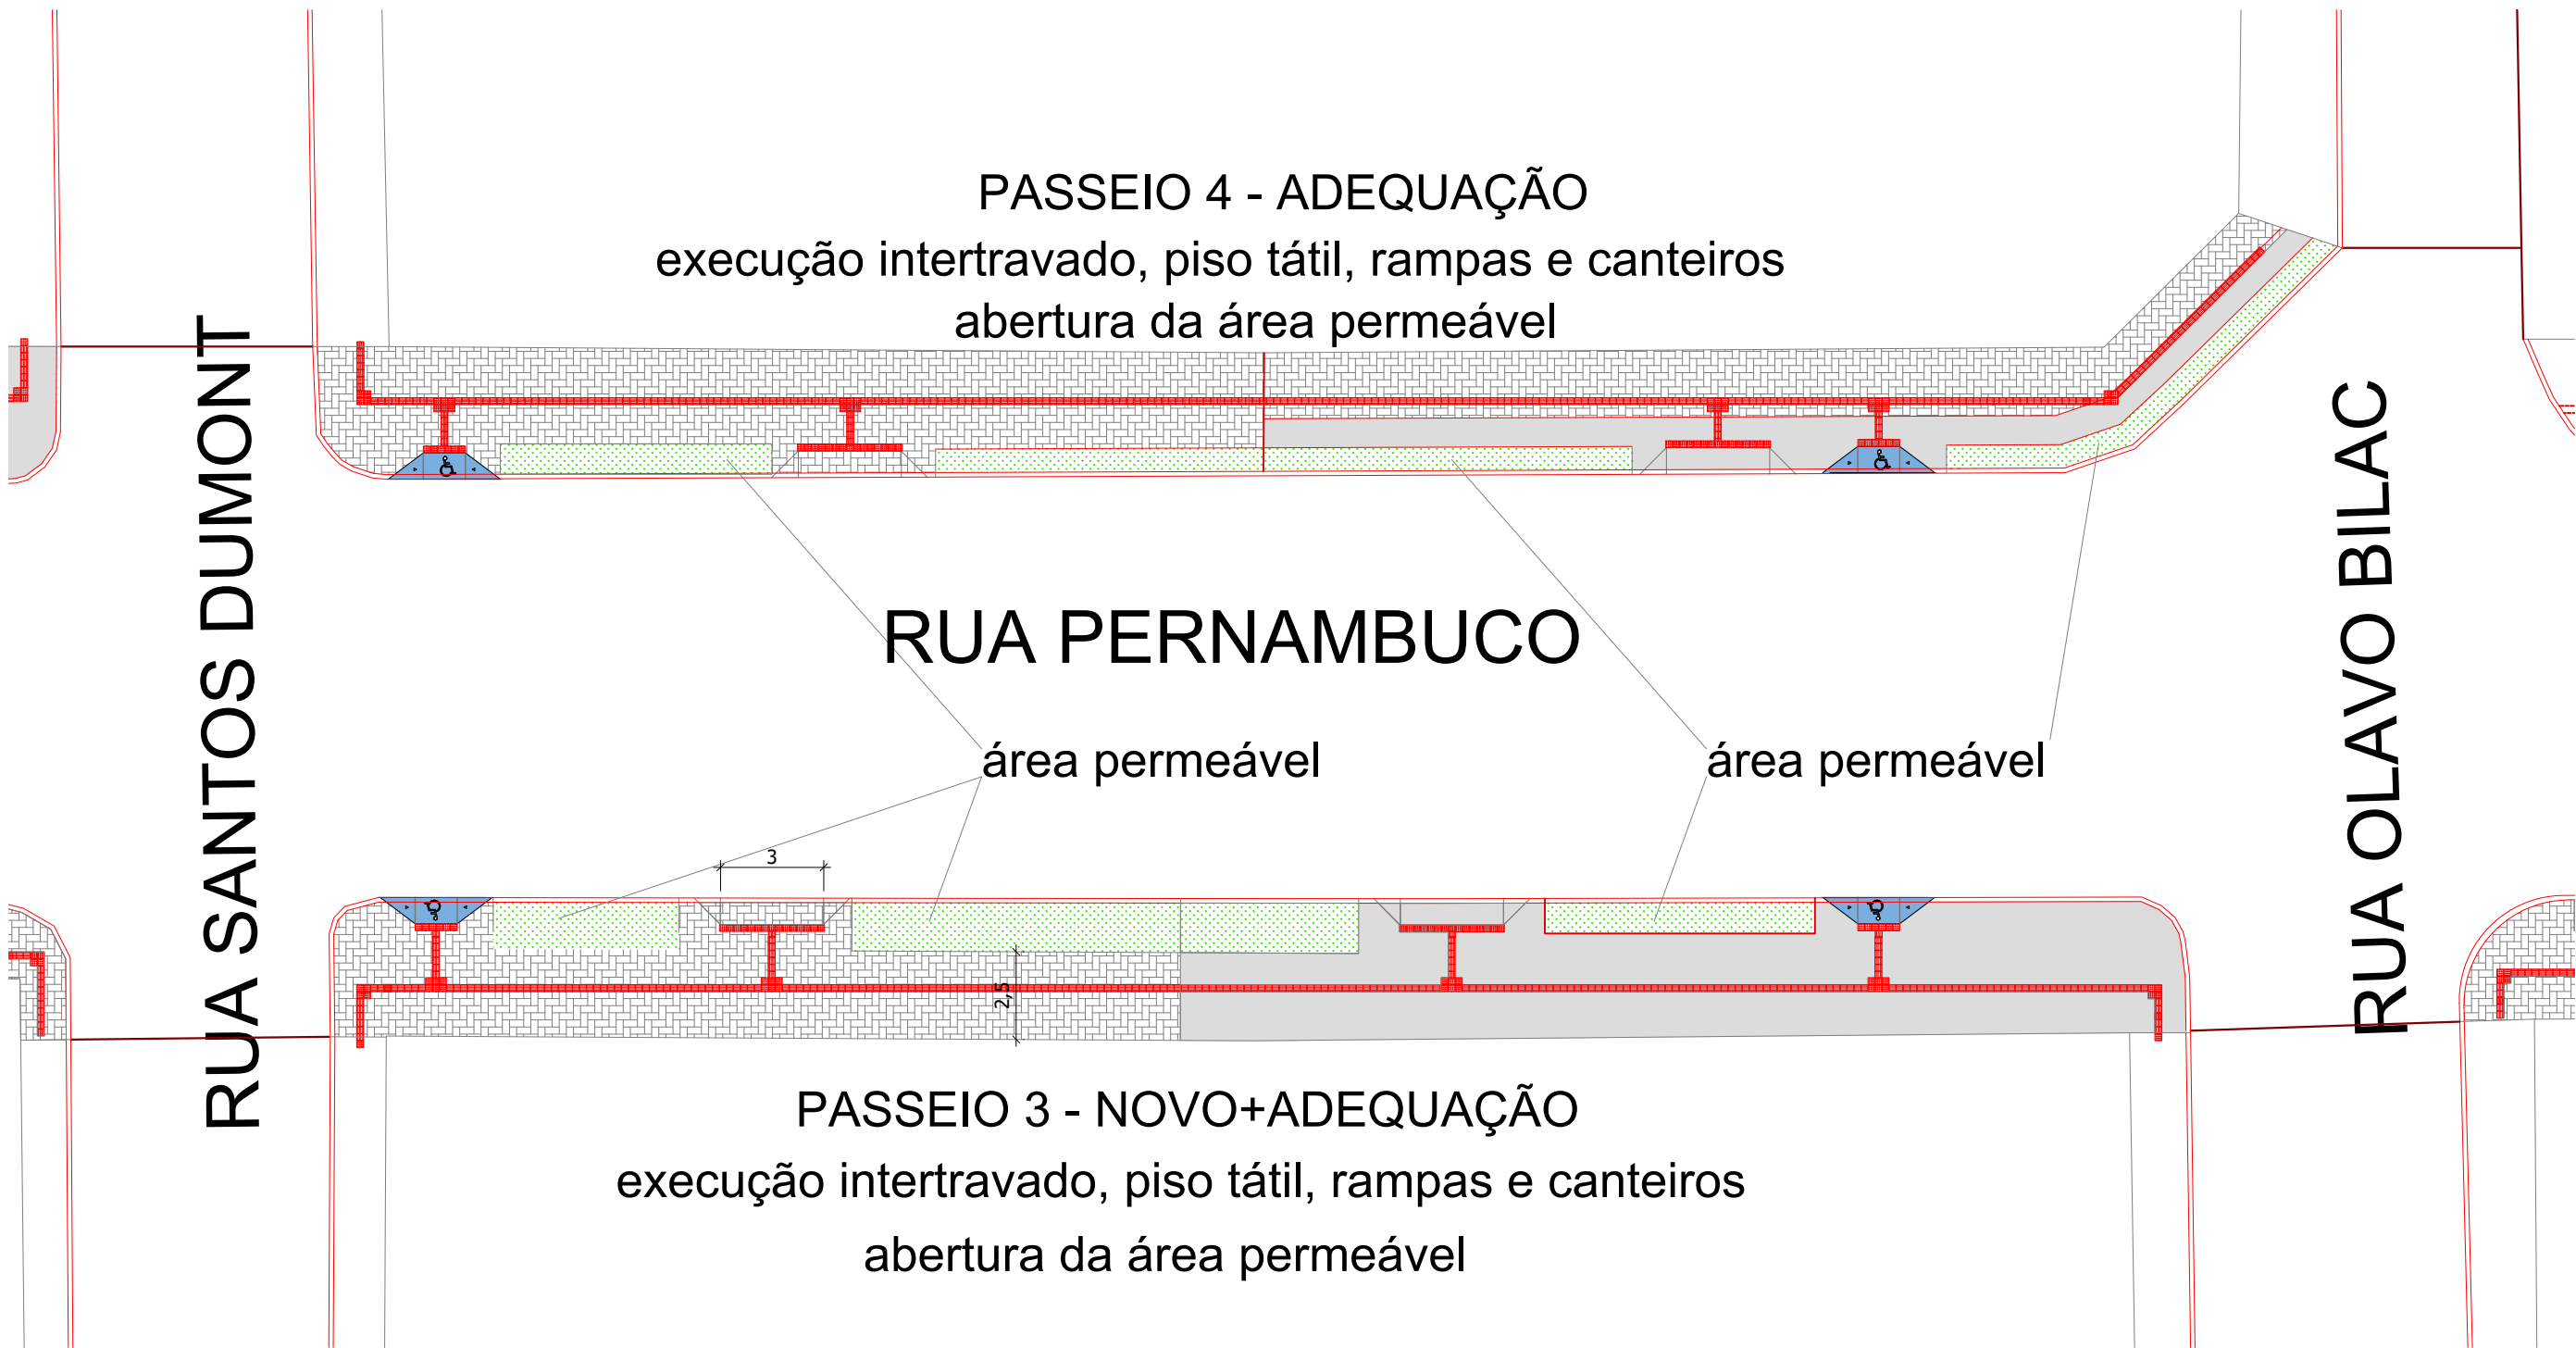 PASSEIO 4 - ADEQUAÇÃO
execução intertravado, piso tátil, rampas e canteiros
abertura da área permeável
RUA SANTOS DUMONT
RUA PERNAMBUCO
RUA OLAVO BILAC
área permeável
área permeável
3
2,5
PASSEIO 3 - NOVO+ADEQUAÇÃO
execução intertravado, piso tátil, rampas e canteiros
abertura da área permeável